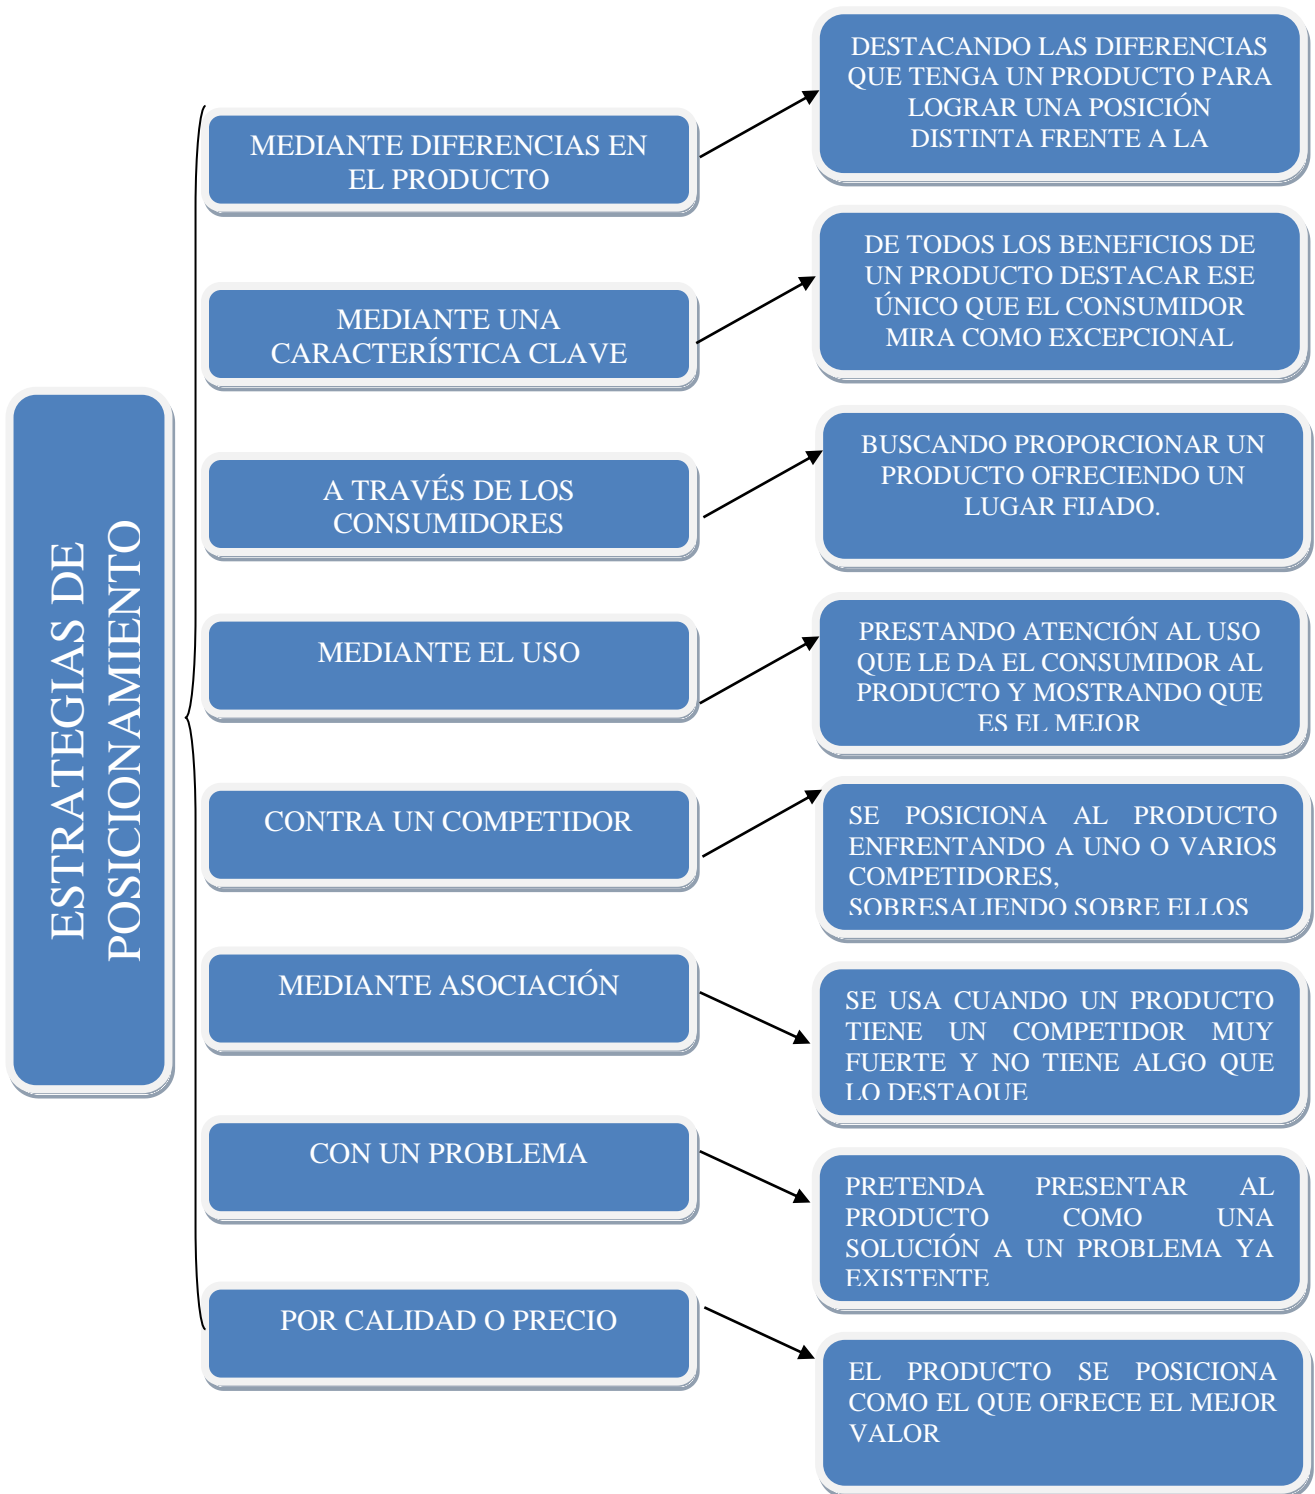 ESTRATEGIAS DE
POSICIONAMIENTO
MEDIANTE DIFERENCIAS EN
EL PRODUCTO
DESTACANDO LAS DIFERENCIAS
QUE TENGA UN PRODUCTO PARA
LOGRAR UNA POSICIÓN
DISTINTA FRENTE A LA
MEDIANTE UNA
CARACTERÍSTICA CLAVE
DE TODOS LOS BENEFICIOS DE
UN PRODUCTO DESTACAR ESE
ÚNICO QUE EL CONSUMIDOR
MIRA COMO EXCEPCIONAL
A TRAVÉS DE LOS
CONSUMIDORES
BUSCANDO PROPORCIONAR UN
PRODUCTO OFRECIENDO UN
LUGAR FIJADO.
MEDIANTE EL USO
PRESTANDO ATENCIÓN AL USO
QUE LE DA EL CONSUMIDOR AL
PRODUCTO Y MOSTRANDO QUE
ES EL MEJOR
CONTRA UN COMPETIDOR
SE POSICIONA AL PRODUCTO
ENFRENTANDO A UNO O VARIOS
COMPETIDORES,
SOBRESALIENDO SOBRE ELLOS
MEDIANTE ASOCIACIÓN
SE USA CUANDO UN PRODUCTO
TIENE UN COMPETIDOR MUY
FUERTE Y NO TIENE ALGO QUE
LO DESTAQUE
CON UN PROBLEMA
PRETENDA PRESENTAR AL
PRODUCTO COMO UNA
SOLUCIÓN A UN PROBLEMA YA
EXISTENTE
POR CALIDAD O PRECIO
EL PRODUCTO SE POSICIONA
COMO EL QUE OFRECE EL MEJOR
VALOR